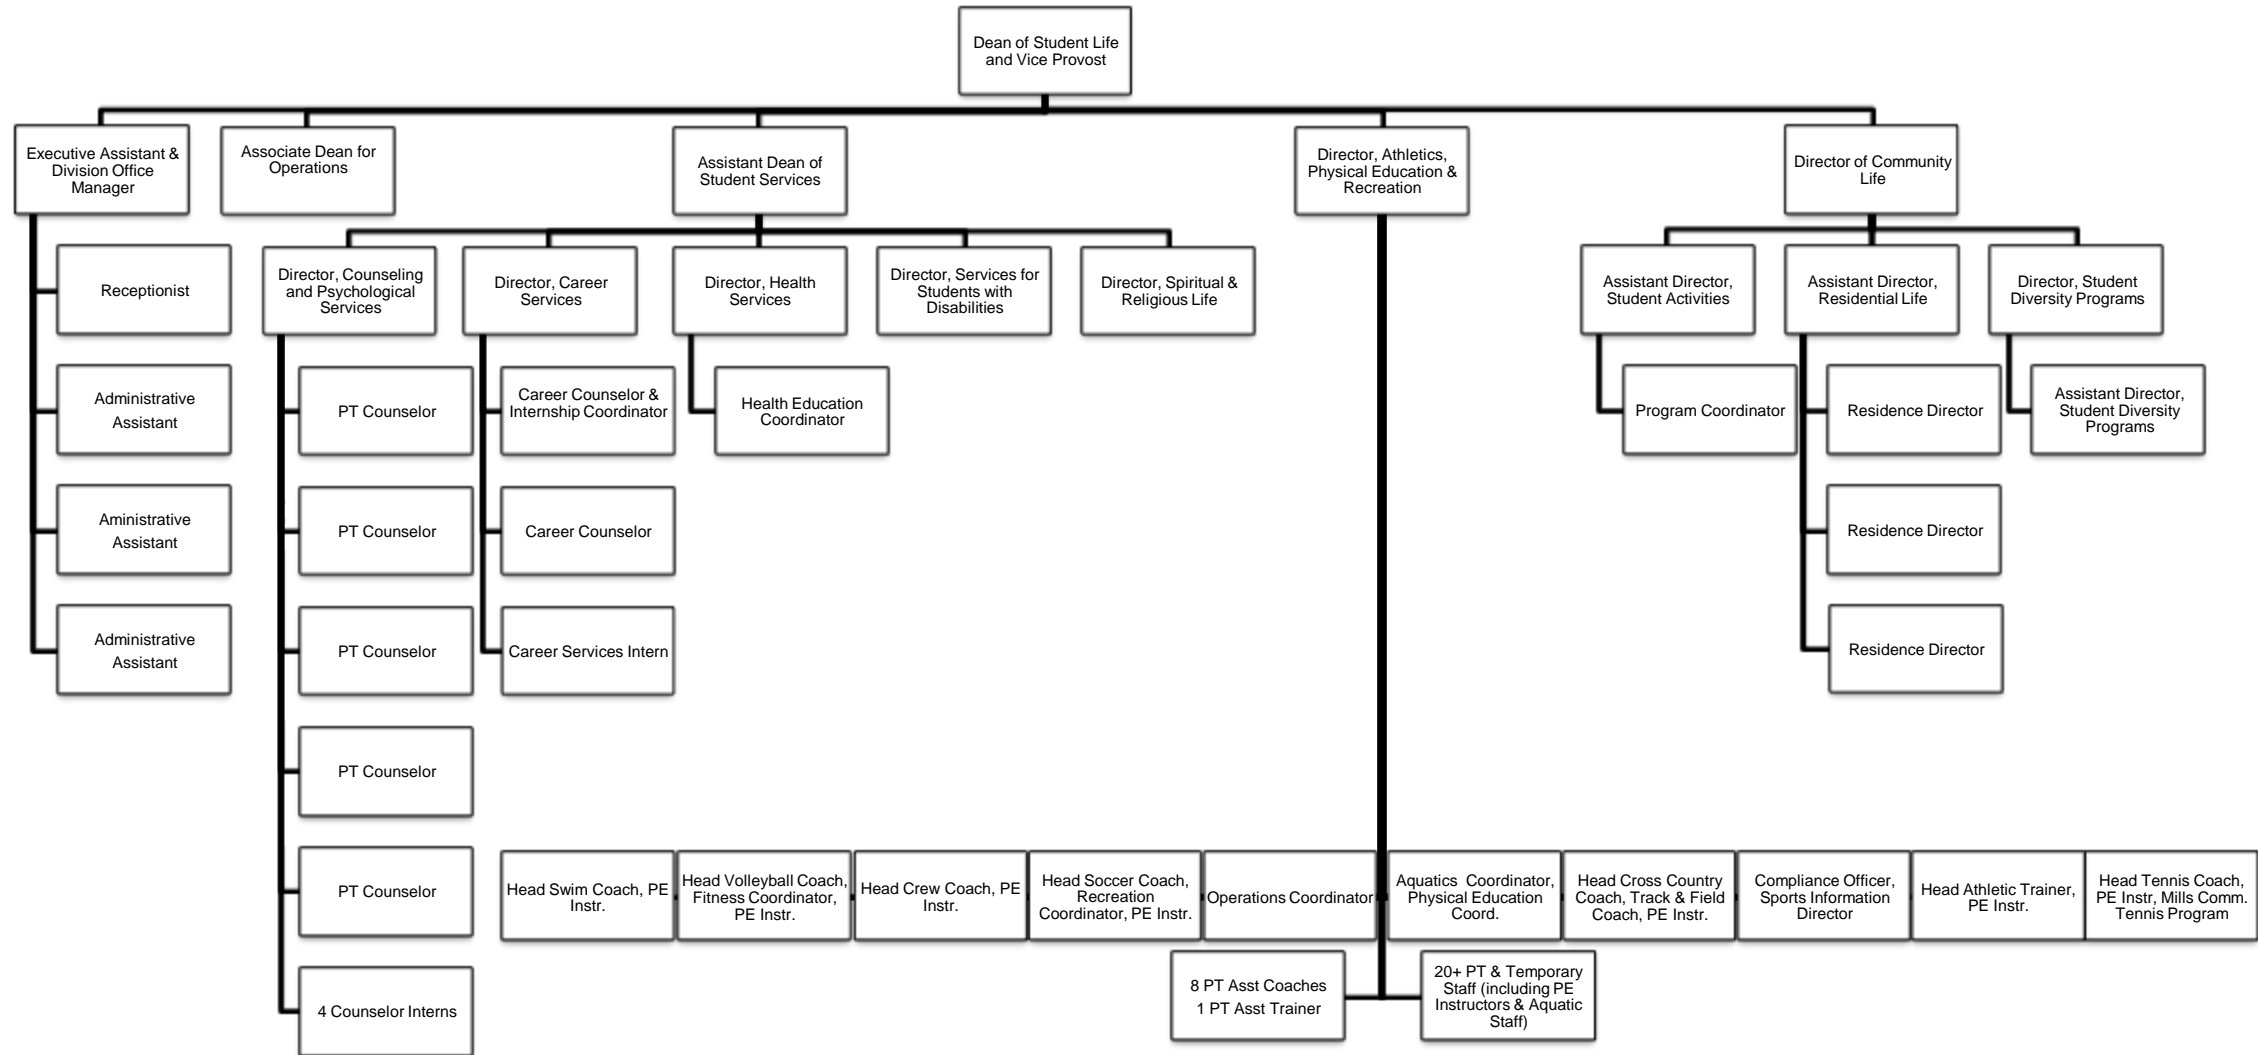 Dean of Student Life
and Vice Provost
Executive Assistant &
Division Office
Manager
Associate Dean for
Operations
Assistant Dean of
Student Services
Director, Athletics,
Physical Education &
Recreation
Director of Community
Life
Receptionist
Director, Counseling
and Psychological
Services
Director, Career
Services
Director, Health
Services
Director, Services for
Students with
Disabilities
Director, Spiritual &
Religious Life
Assistant Director,
Student Activities
Assistant Director,
Residential Life
Director, Student
Diversity Programs
Administrative
Assistant
PT Counselor
Career Counselor &
Internship Coordinator
Health Education
Coordinator
Program Coordinator
Residence Director
Assistant Director,
Student Diversity
Programs
Aministrative
Assistant
PT Counselor
Career Counselor
Residence Director
Administrative
Assistant
PT Counselor
Career Services Intern
Residence Director
PT Counselor
PT Counselor
Head Swim Coach, PE
Instr.
Head Volleyball Coach,
Fitness Coordinator,
PE Instr.
Head Crew Coach, PE
Instr.
Head Soccer Coach,
Recreation
Coordinator, PE Instr.
Operations Coordinator
Aquatics  Coordinator,
Physical Education
Coord.
Head Cross Country
Coach, Track & Field
Coach, PE Instr.
Compliance Officer,
Sports Information
Director
Head Athletic Trainer,
PE Instr.
Head Tennis Coach,
PE Instr, Mills Comm.
Tennis Program
4 Counselor Interns
8 PT Asst Coaches
1 PT Asst Trainer
20+ PT & Temporary
Staff (including PE
Instructors & Aquatic
Staff)